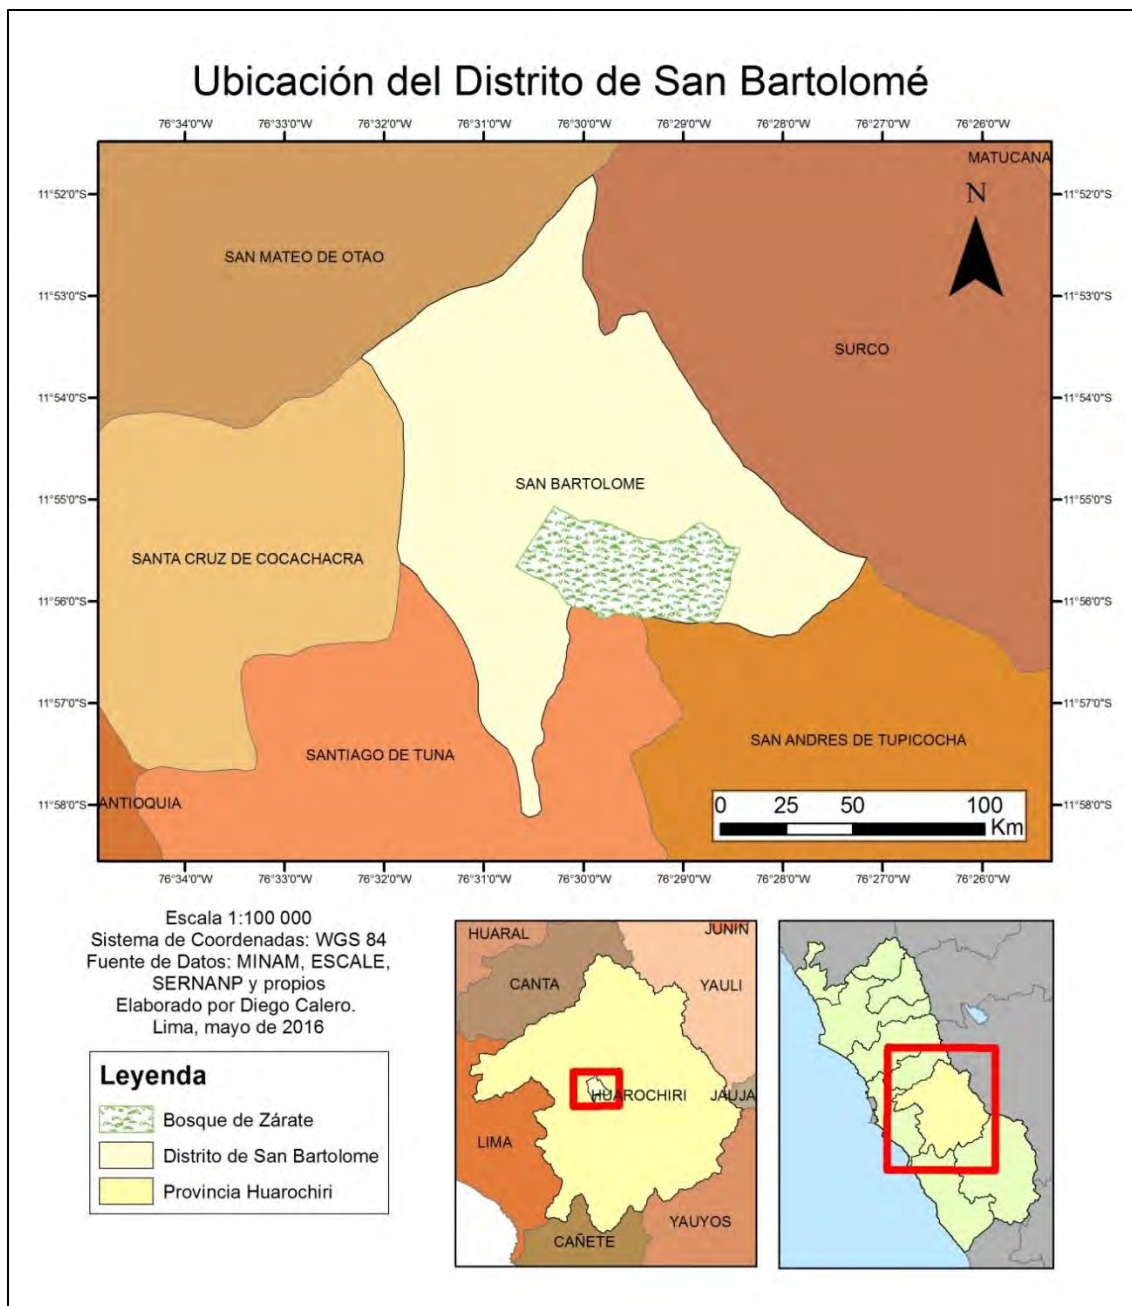 Ubicación del Distrito de San Bartolomé
76°34'0"W 76°33'0"W 76°32'0"W 76°31'0"W 76°30'0"W 76°29'0"W 76°28'0"W 76°27'0"W 76°26'0"W
MATUCANA
11°52'0"S 11°52'0"S
N
SAN MATEO DE OTAO
11°53'0"S 11°53'0"S
SURCO
11°54'0"S 11°54'0"S
SAN BARTOLOME
11°55'0"S 11°55'0"S
SANTA CRUZ DE COCACHACRA
11°56'0"S 11°56'0"S
11°57'0"S 11°57'0"S
SANTIAGO DE TUNA
SAN ANDRES DE TUPICOCHA
ANTIOQUIA
11°58'0"S 11°58'0"S
0 25 50 100
Km
76°34'0"W 76°33'0"W 76°32'0"W 76°31'0"W 76°30'0"W 76°29'0"W 76°28'0"W 76°27'0"W 76°26'0"W
Escala 1:100 000
Sistema de Coordenadas: WGS 84
Fuente de Datos: MINAM, ESCALE,
SERNANP y propios
Elaborado por Diego Calero.
Lima, mayo de 2016
Leyenda
Bosque de Zárate
Distrito de San Bartolome
Provincia Huarochiri
HUARAL
JUNIN
CANTA
YAULI
HUAROCHIRI
JAUJA
LIMA
YAUYOS
CAÑETE